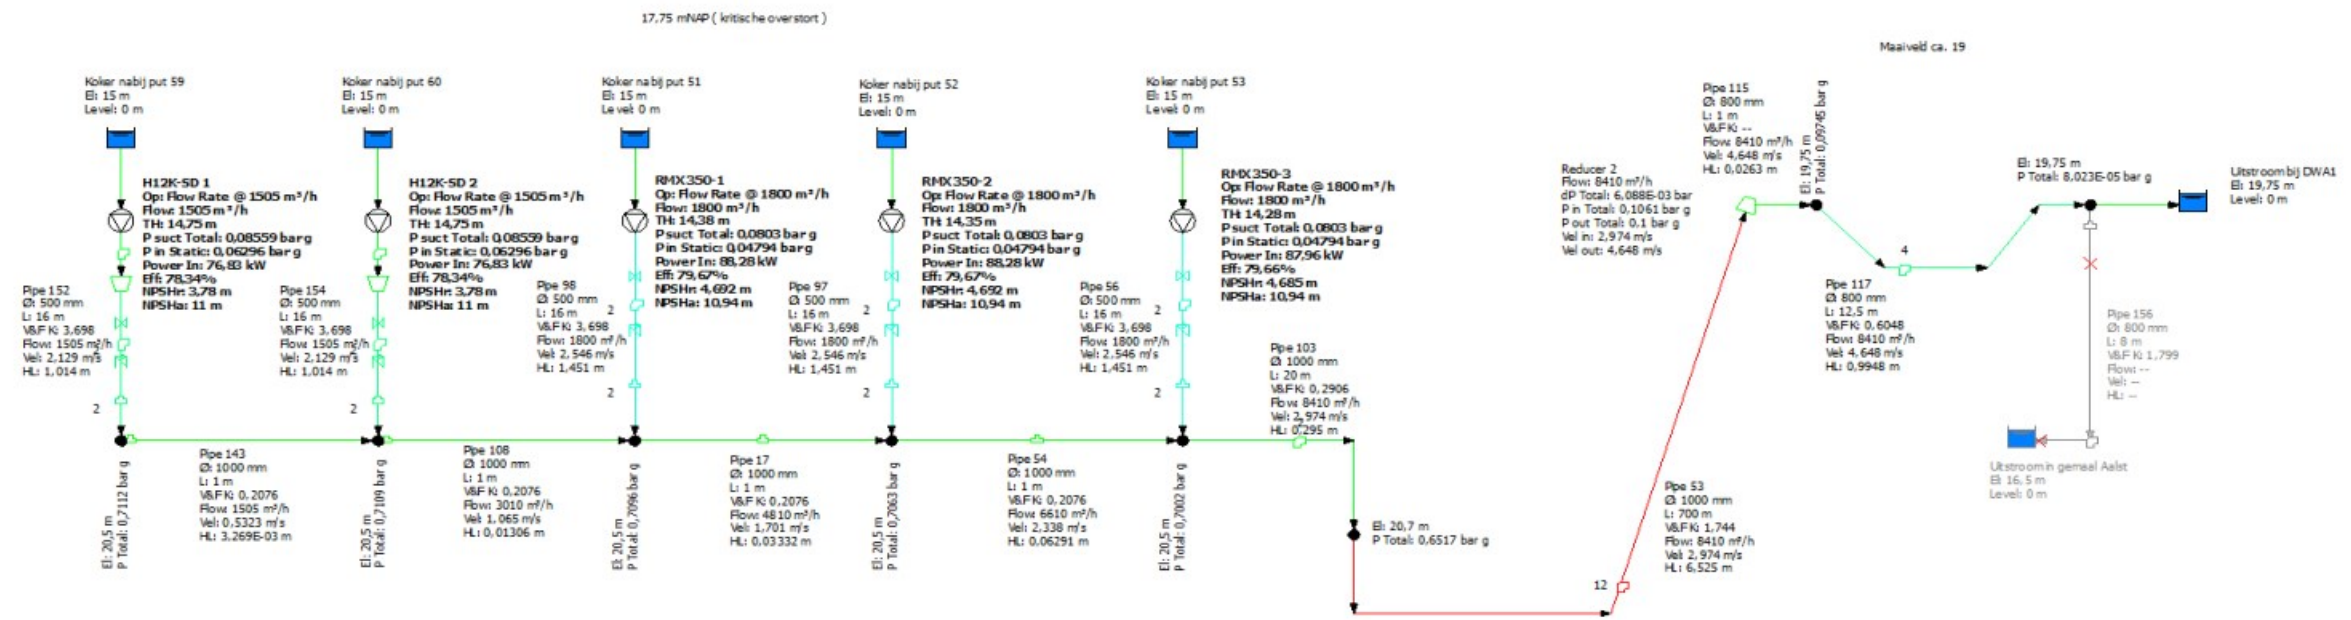 17,75 mNAP ( kritische overstort )
Maaiveld ca. 19
Koker nabij put 59
El: 15 m
Level: 0 m
Koker nabij put 60
El: 15 m
Level: 0 m
Koker nabij put 51
El: 15 m
Level: 0 m
Koker nabij put 52
El: 15 m
Level: 0 m
Koker nabij put 53
El: 15 m
Level: 0 m
H12K-SD 1
Op: Flow Rate @ 1505 m³/h
Flow: 1505 m³/h
TH: 14,75 m
P suct Total: 0,08559 bar g
P in Static: 0,06296 bar g
Power In: 76,83 kW
Eff: 78,34%
NPSHr: 3,78 m
NPSHa: 11 m
H12K-SD 2
Op: Flow Rate @ 1505 m³/h
Flow: 1505 m³/h
TH: 14,75 m
P suct Total: 0,08559 bar g
P in Static: 0,06296 bar g
Power In: 76,83 kW
Eff: 78,34%
NPSHr: 3,78 m
NPSHa: 11 m
RMX350-1
Op: Flow Rate @ 1800 m³/h
Flow: 1800 m³/h
TH: 14,38 m
P suct Total: 0,0803 bar g
P in Static: 0,04794 bar g
Power In: 88,28 kW
Eff: 79,67%
NPSHr: 4,692 m
NPSHa: 10,94 m
RMX350-2
Op: Flow Rate @ 1800 m³/h
Flow: 1800 m³/h
TH: 14,35 m
P suct Total: 0,0803 bar g
P in Static: 0,04794 bar g
Power In: 88,28 kW
Eff: 79,67%
NPSHr: 4,692 m
NPSHa: 10,94 m
RMX350-3
Op: Flow Rate @ 1800 m³/h
Flow: 1800 m³/h
TH: 14,28 m
P suct Total: 0,0803 bar g
P in Static: 0,04794 bar g
Power In: 87,96 kW
Eff: 79,66%
NPSHr: 4,685 m
NPSHa: 10,94 m
Pipe 152
Ø: 500 mm
L: 16 m
V&F K: 3,698
Flow: 1505 m³/h
Vel: 2,129 m/s
HL: 1,014 m
2
2
Pipe 154
Ø: 500 mm
L: 16 m
V&F K: 3,698
Flow: 1505 m³/h
Vel: 2,129 m/s
HL: 1,014 m
2
2
Pipe 98
Ø: 500 mm
L: 16 m
V&F K: 3,698
Flow: 1800 m³/h
Vel: 2,546 m/s
HL: 1,451 m
2
2
Pipe 97
Ø: 500 mm
L: 16 m
V&F K: 3,698
Flow: 1800 m³/h
Vel: 2,546 m/s
HL: 1,451 m
2
2
Pipe 56
Ø: 500 mm
L: 16 m
V&F K: 3,698
Flow: 1800 m³/h
Vel: 2,546 m/s
HL: 1,451 m
2
2
Pipe 103
Ø: 1000 mm
L: 20 m
V&F K: 0,2906
Flow: 8410 m³/h
Vel: 2,974 m/s
HL: 0,295 m
El: 20,5 m
P Total: 0,7112 bar g
Pipe 143
Ø: 1000 mm
L: 1 m
V&F K: 0,2076
Flow: 1505 m³/h
Vel: 0,5323 m/s
HL: 3,269E-03 m
El: 20,5 m
P Total: 0,7109 bar g
Pipe 108
Ø: 1000 mm
L: 1 m
V&F K: 0,2076
Flow: 3010 m³/h
Vel: 1,065 m/s
HL: 0,01306 m
El: 20,5 m
P Total: 0,7096 bar g
Pipe 17
Ø: 1000 mm
L: 1 m
V&F K: 0,2076
Flow: 4810 m³/h
Vel: 1,701 m/s
HL: 0,03332 m
El: 20,5 m
P Total: 0,7063 bar g
Pipe 54
Ø: 1000 mm
L: 1 m
V&F K: 0,2076
Flow: 6610 m³/h
Vel: 2,338 m/s
HL: 0,06291 m
El: 20,5 m
P Total: 0,7002 bar g
El: 20,7 m
P Total: 0,6517 bar g
12
Pipe 53
Ø: 1000 mm
L: 700 m
V&F K: 1,744
Flow: 8410 m³/h
Vel: 2,974 m/s
HL: 6,525 m
Reducer 2
Flow: 8410 m³/h
dP Total: 6,088E-03 bar
P in Total: 0,1061 bar g
P out Total: 0,1 bar g
Vel in: 2,974 m/s
Vel out: 4,648 m/s
Pipe 115
Ø: 800 mm
L: 1 m
V&F K: --
Flow: 8410 m³/h
Vel: 4,648 m/s
HL: 0,0263 m
El: 19,75 m
P Total: 0,09745 bar g
4
Pipe 117
Ø: 800 mm
L: 12,5 m
V&F K: 0,6048
Flow: 8410 m³/h
Vel: 4,648 m/s
HL: 0,9948 m
El: 19,75 m
P Total: 8,023E-05 bar g
Uitstroom bij DWA1
El: 19,75 m
Level: 0 m
Pipe 156
Ø: 800 mm
L: 8 m
V&F K: 1,799
Flow: --
Vel: --
HL: --
Uitstroom in gemaal Aalst
El: 16,5 m
Level: 0 m